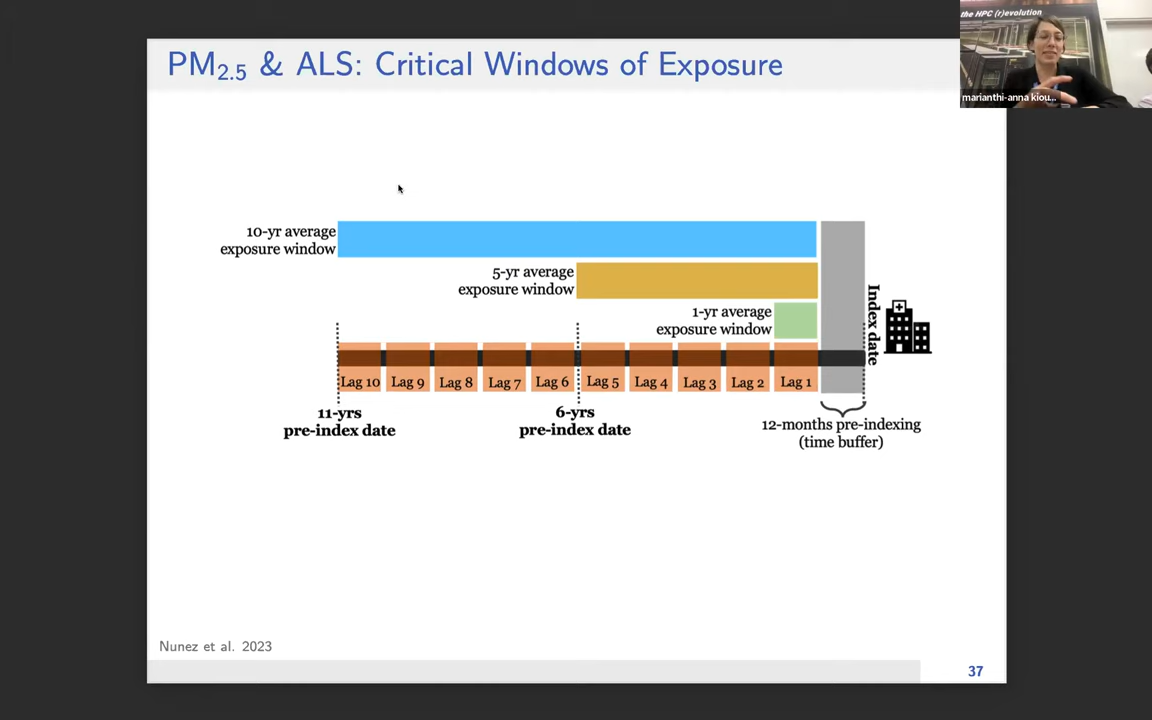 PM2.5 & ALS: Critical Windows of Exposure
the HPC (r)evolution
marianthi-anna kiou...
10-yr average
exposure window
5-yr average
exposure window
1-yr average
exposure window
Index date
Lag 10 Lag 9 Lag 8 Lag 7 Lag 6 Lag 5 Lag 4 Lag 3 Lag 2 Lag 1
11-yrs
pre-index date
6-yrs
pre-index date
12-months pre-indexing
(time buffer)
Nunez et al. 2023
37